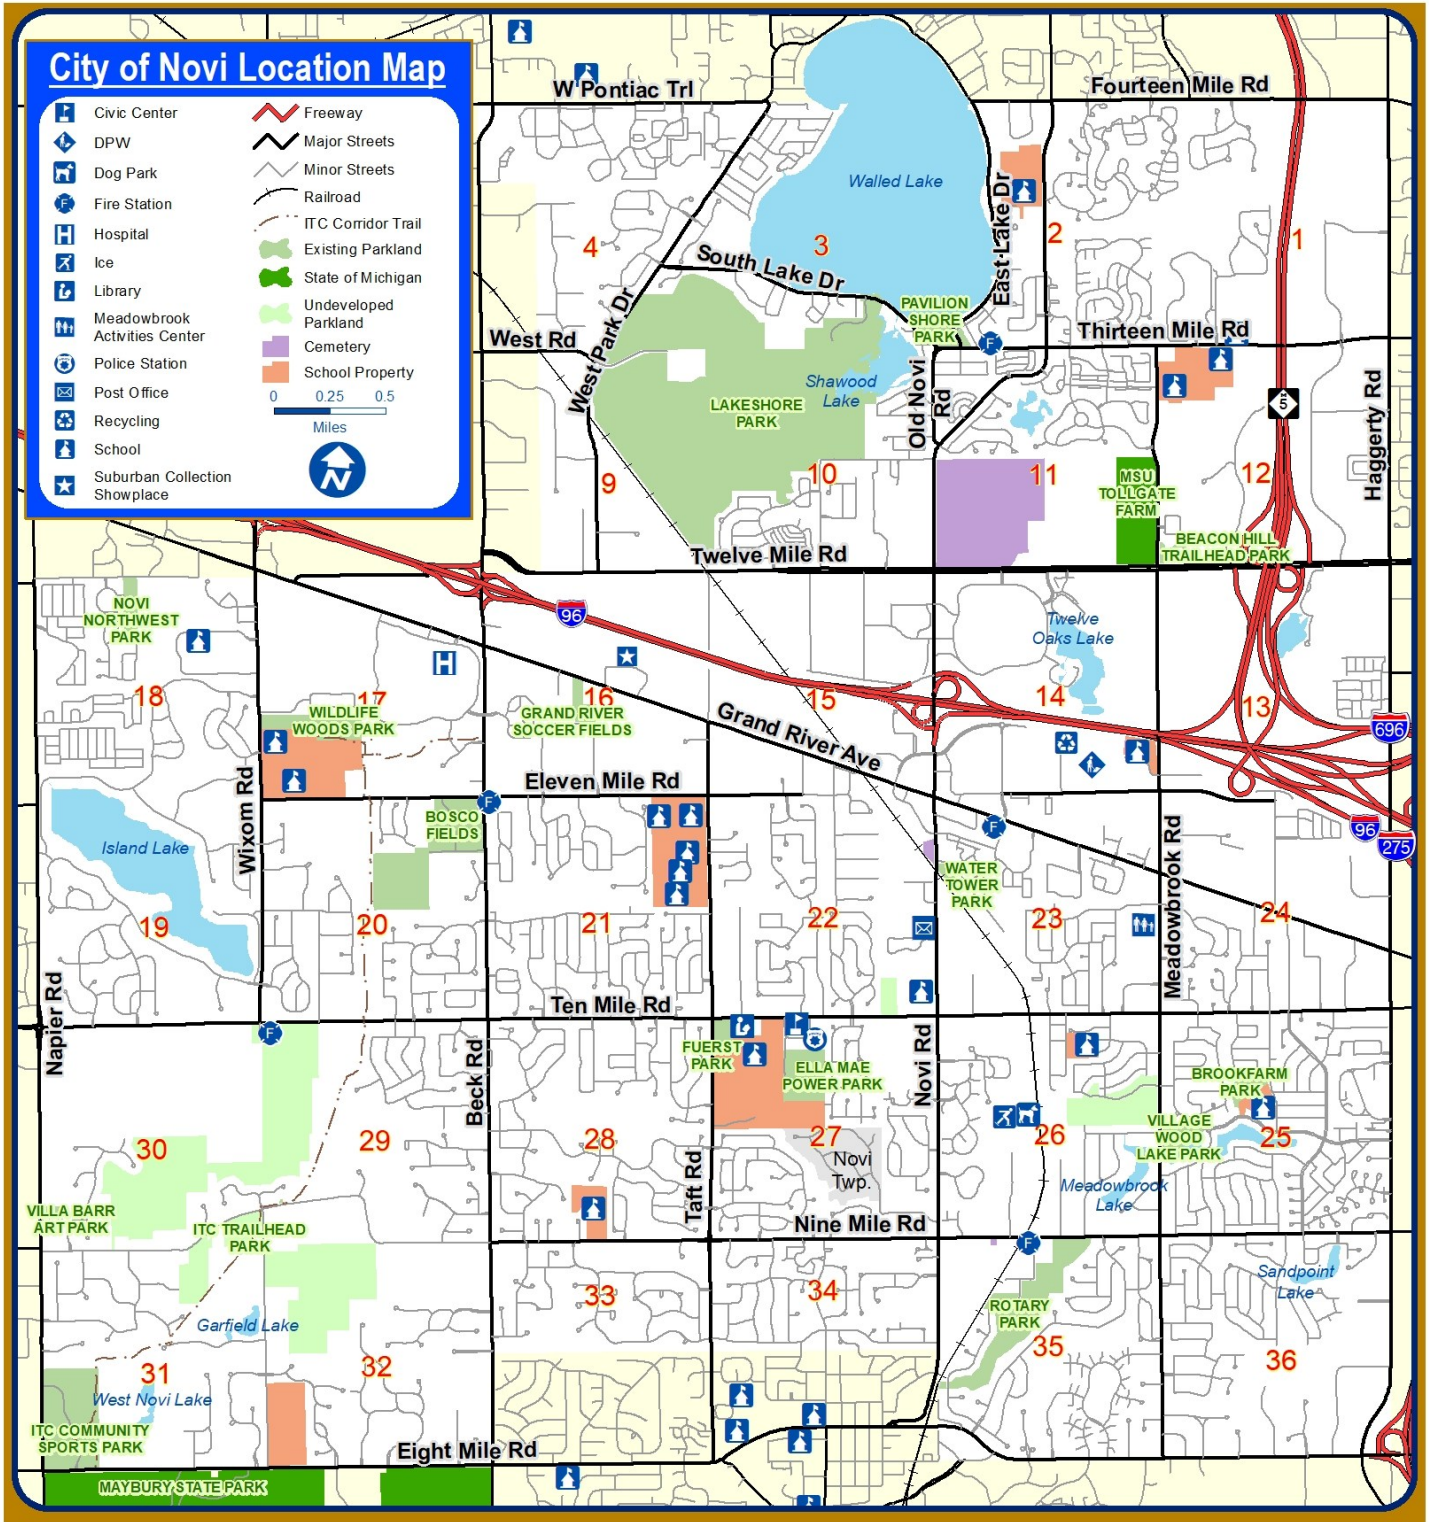 City of Novi Location Map
Civic Center
DPW
Dog Park
Fire Station
Hospital
Ice
Library
Meadowbrook
Activities Center
Police Station
Post Office
Recycling
School
Suburban Collection
Showplace
Freeway
Major Streets
Minor Streets
Railroad
ITC Corridor Trail
Existing Parkland
State of Michigan
Undeveloped
Parkland
Cemetery
School Property
0 0.25 0.5
Miles
N
W Pontiac Trl
Fourteen Mile Rd
Walled Lake
East Lake Dr
4
3
2
1
South Lake Dr
West Park Dr
PAVILION
SHORE
PARK
West Rd
Thirteen Mile Rd
Shawood
Lake
LAKESHORE
PARK
Old Novi
Rd
M
5
Haggerty Rd
9
10
11
12
MSU
TOLLGATE
FARM
BEACON HILL
TRAILHEAD PARK
Twelve Mile Rd
96
NOVI
NORTHWEST
PARK
Twelve
Oaks Lake
H
18
17
16
15
14
13
WILDLIFE
WOODS PARK
GRAND RIVER
SOCCER FIELDS
Grand River Ave
696
Eleven Mile Rd
Wixom Rd
F
BOSCO
FIELDS
F
96
275
Island Lake
WATER
TOWER
PARK
Meadowbrook Rd
19
20
21
22
23
24
Napier Rd
Ten Mile Rd
F
Beck Rd
FUERST
PARK
ELLA MAE
POWER PARK
Novi Rd
BROOKFARM
PARK
VILLAGE
WOOD
LAKE PARK
30
29
28
27
26
25
Novi
Twp.
Taft Rd
Meadowbrook
Lake
VILLA BARR
ART PARK
ITC TRAILHEAD
PARK
Nine Mile Rd
F
Sandpoint
Lake
Garfield Lake
ROTARY
PARK
33
34
35
36
31
32
West Novi Lake
ITC COMMUNITY
SPORTS PARK
Eight Mile Rd
MAYBURY STATE PARK
F